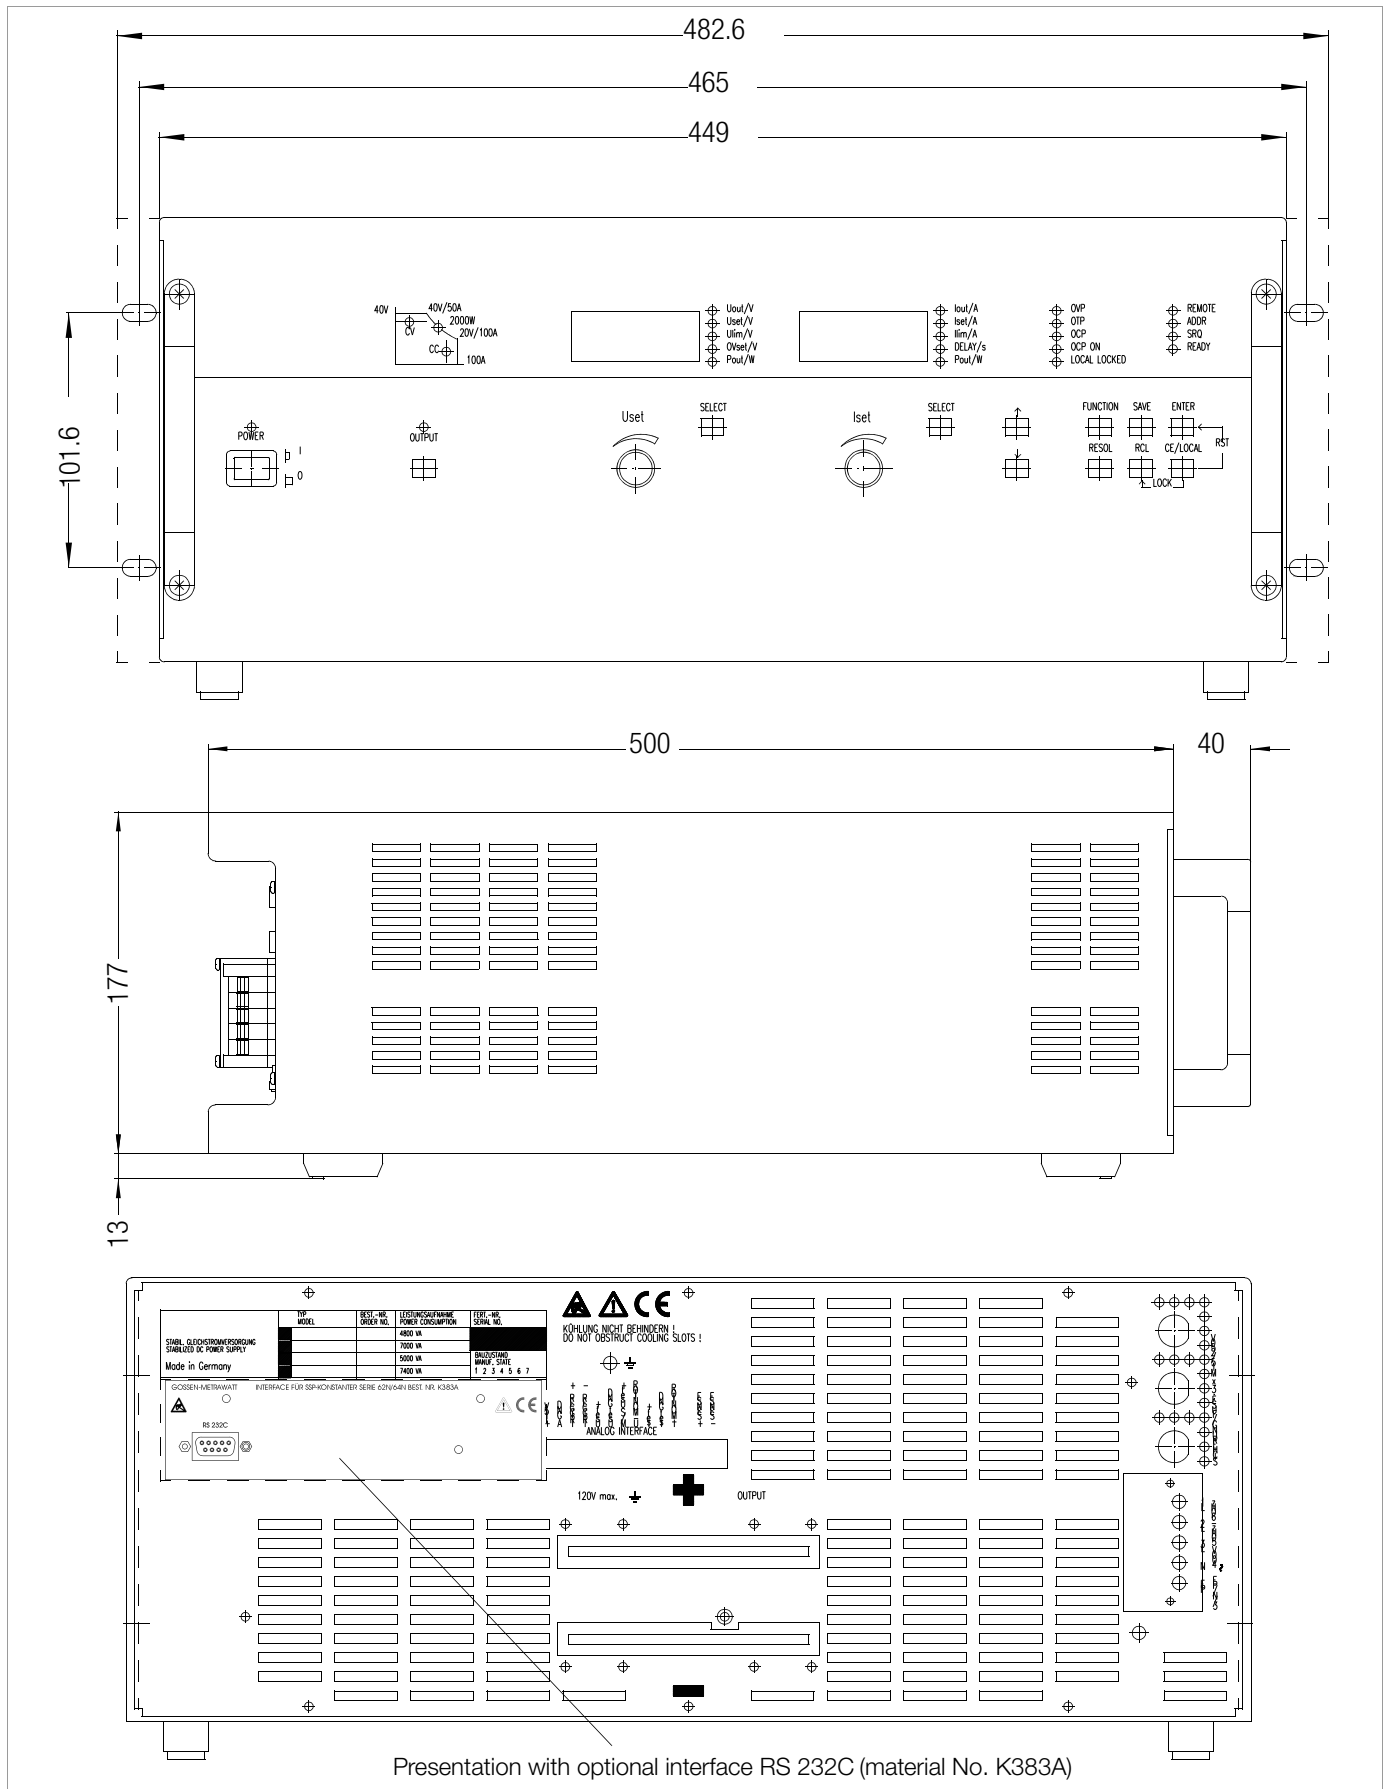 482.6
465
449
40V
40V/50A
2000W
20V/100A
CV
CC
100A
Uout/V
Uset/V
Ulim/V
OVset/V
Pout/W
Iout/A
Iset/A
Ilim/A
DELAY/s
Pout/W
OVP
OTP
OCP
OCP ON
LOCAL LOCKED
REMOTE
ADDR
SRQ
READY
101.6
POWER
I
0
OUTPUT
Uset
SELECT
Iset
SELECT
FUNCTION SAVE ENTER
RST
RESOL RCL CE/LOCAL
LOCK
500
40
177
13
STABIL. GLEICHSTROMVERSORGUNG
STABILIZED DC POWER SUPPLY
Made in Germany
TYP
MODEL
BEST.-NR.
ORDER NO.
LEISTUNGSAUFNAHME
POWER CONSUMPTION
FERT.-NR.
SERIAL NO.
4800 VA
7000 VA
5000 VA
7400 VA
BAUZUSTAND
MANUF. STATE
1 2 3 4 5 6 7
CE
KÜHLUNG NICHT BEHINDERN !
DO NOT OBSTRUCT COOLING SLOTS !
GOSSEN-METRAWATT INTERFACE FÜR SSP-KONSTANTER SERIE 62N/64N BEST. NR. K383A
CE
RS 232C
ANALOG INTERFACE
120V max.
OUTPUT
Presentation with optional interface RS 232C (material No. K383A)